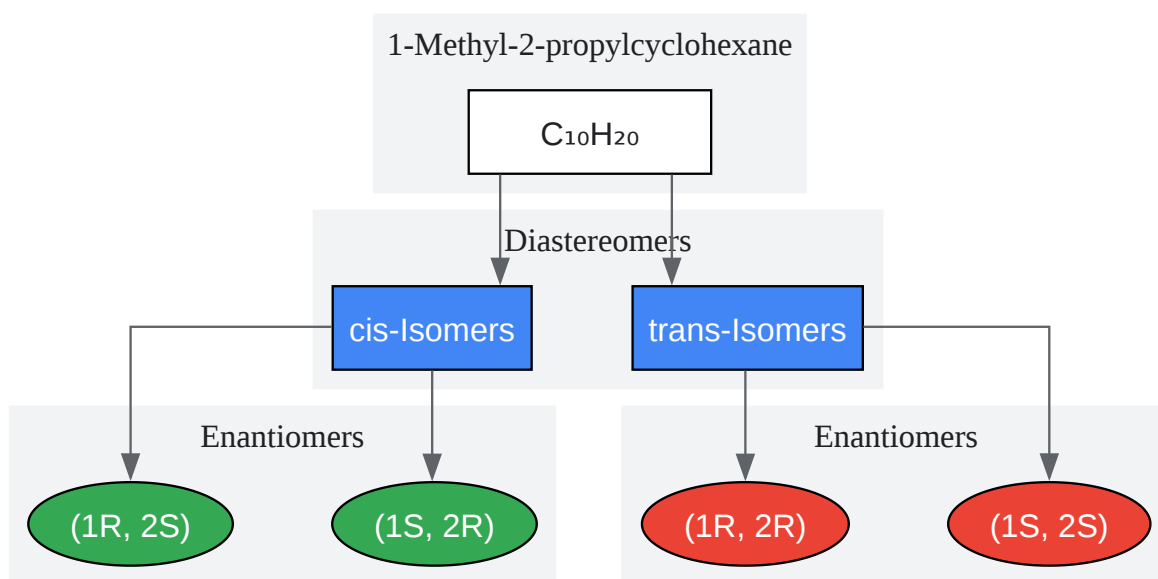 1-Methyl-2-propylcyclohexane
C₁₀H₂₀
Diastereomers
cis-Isomers
trans-Isomers
Enantiomers
Enantiomers
(1R, 2S)
(1S, 2R)
(1R, 2R)
(1S, 2S)